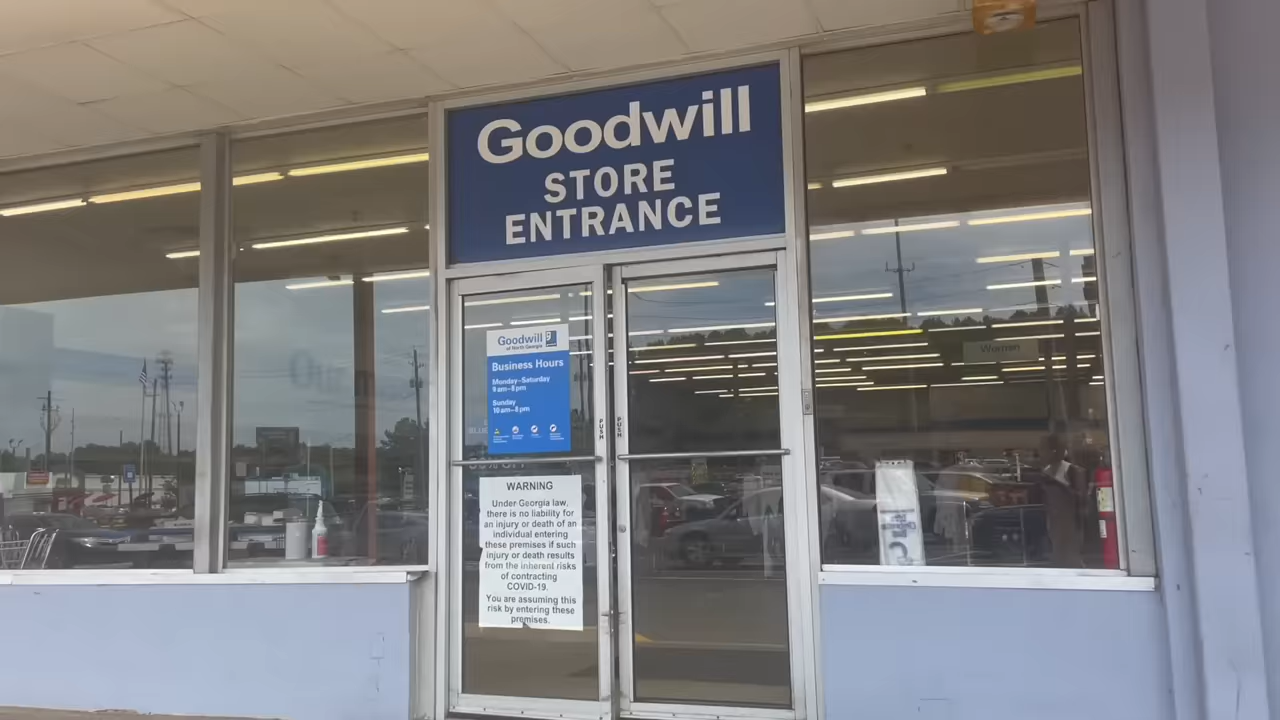 Goodwill
STORE
ENTRANCE
Goodwill
of North Georgia
Business Hours
Monday–Saturday
9 am–8 pm
Sunday
10 am–8 pm
PUSH
PUSH
WARNING
Under Georgia law,
there is no liability for
an injury or death of an
individual entering
these premises if such
injury or death results
from the inherent risks
of contracting
COVID-19.
You are assuming this
risk by entering these
premises.
Women